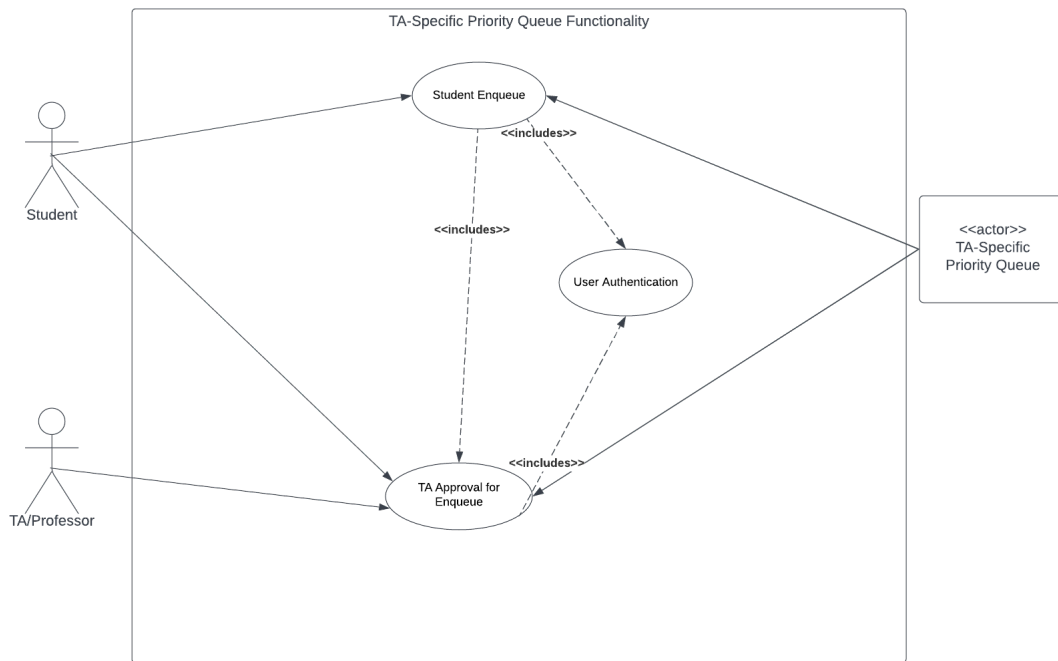 TA-Specific Priority Queue Functionality
Student Enqueue
<<includes>>
Student
<<includes>>
<<actor>>
TA-Specific
Priority Queue
User Authentication
<<includes>>
TA Approval for
Enqueue
TA/Professor